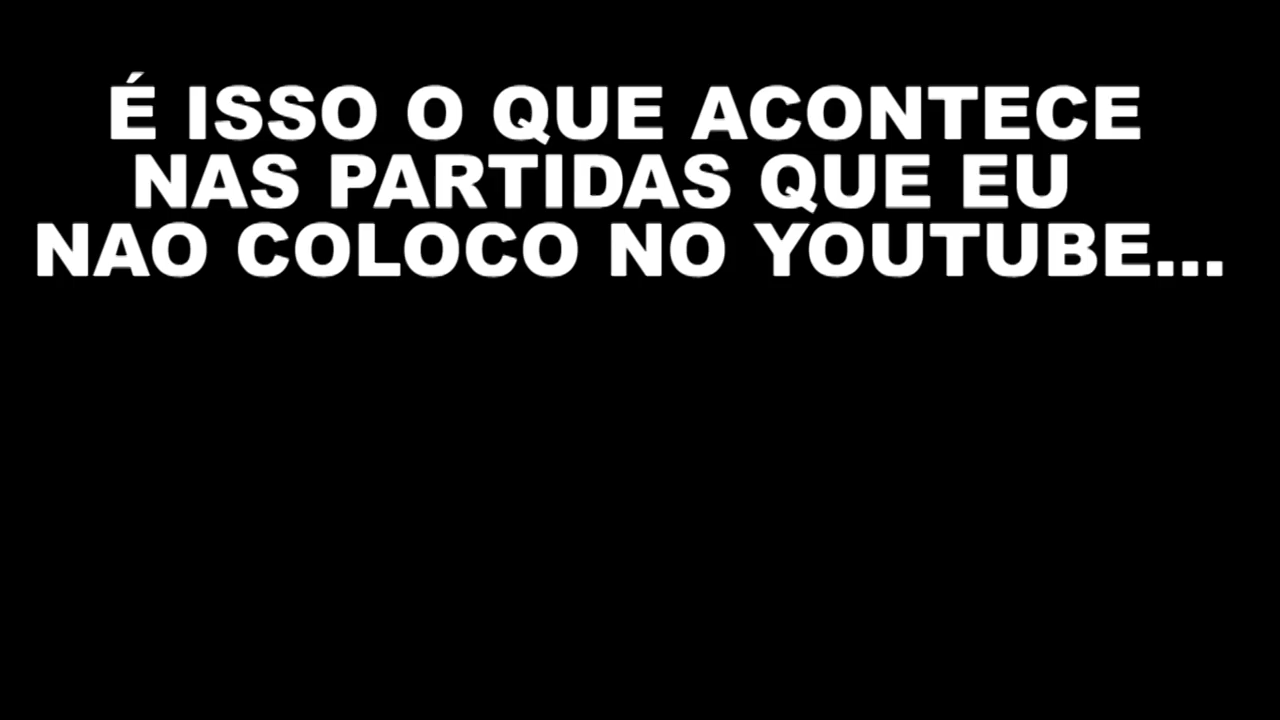 É ISSO O QUE ACONTECE
NAS PARTIDAS QUE EU
NAO COLOCO NO YOUTUBE...